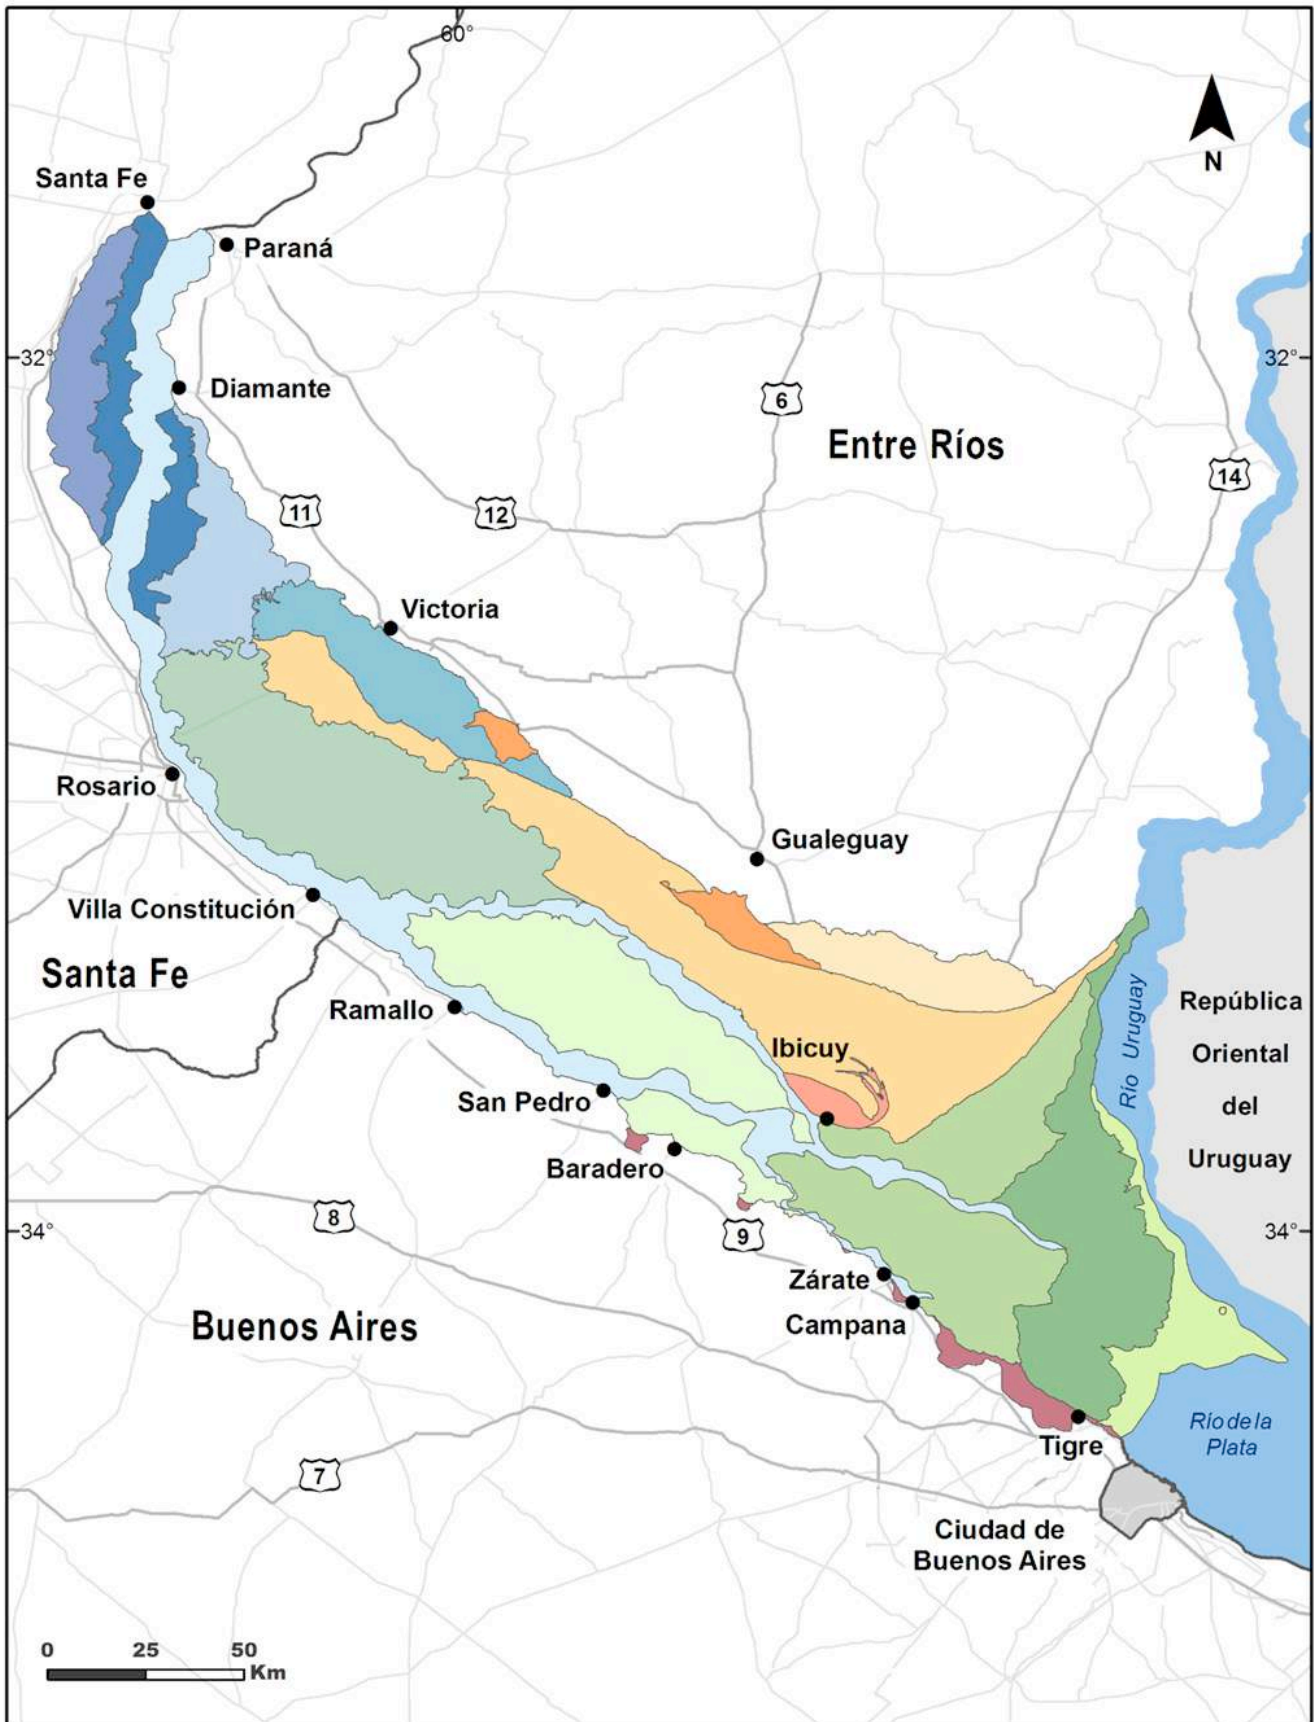 60°
N
Santa Fe
Paraná
32°
32°
Diamante
6
Entre Ríos
14
11
12
Victoria
Rosario
Gualeguay
Villa Constitución
Santa Fe
Ramallo
Río Uruguay
República
Oriental
del
Uruguay
Ibicuy
San Pedro
Baradero
34°
8
9
34°
Zárate
Campana
Buenos Aires
Río de la
Plata
Tigre
7
Ciudad de
Buenos Aires
0 25 50
Km